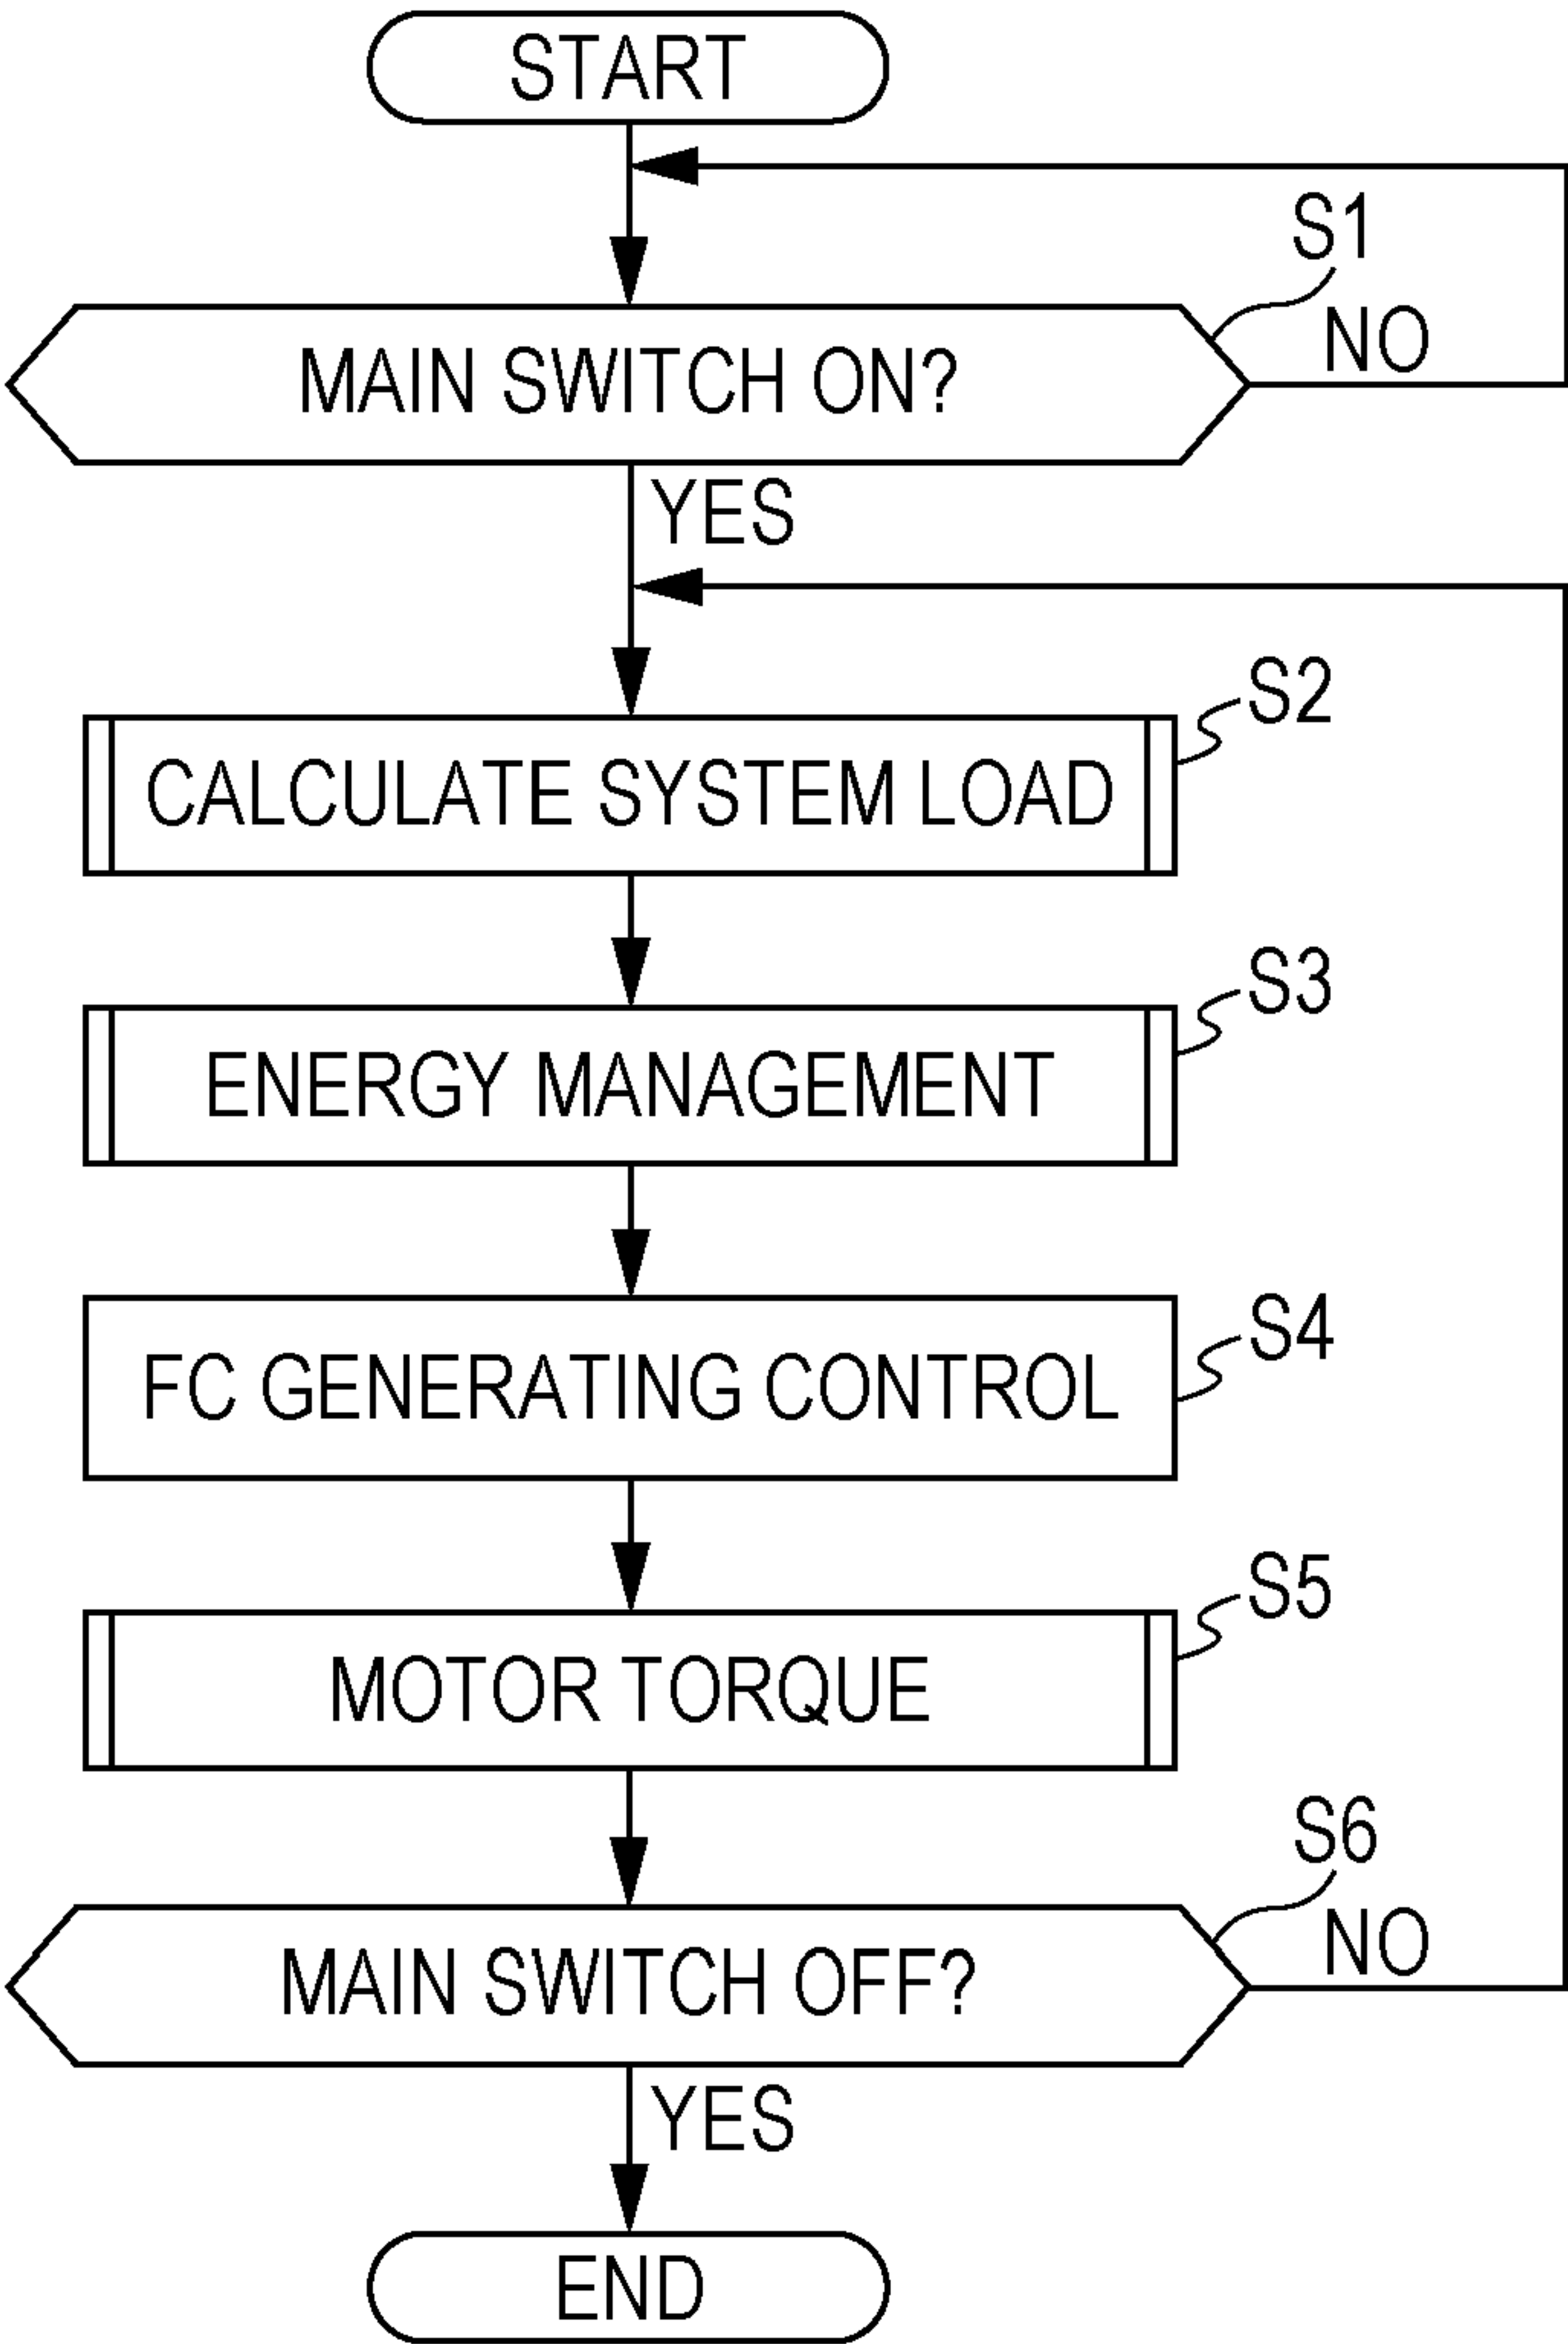 START
S1
NO
MAIN SWITCH ON?
YES
S2
CALCULATE SYSTEM LOAD
S3
ENERGY MANAGEMENT
S4
FC GENERATING CONTROL
S5
MOTOR TORQUE
S6
NO
MAIN SWITCH OFF?
YES
END